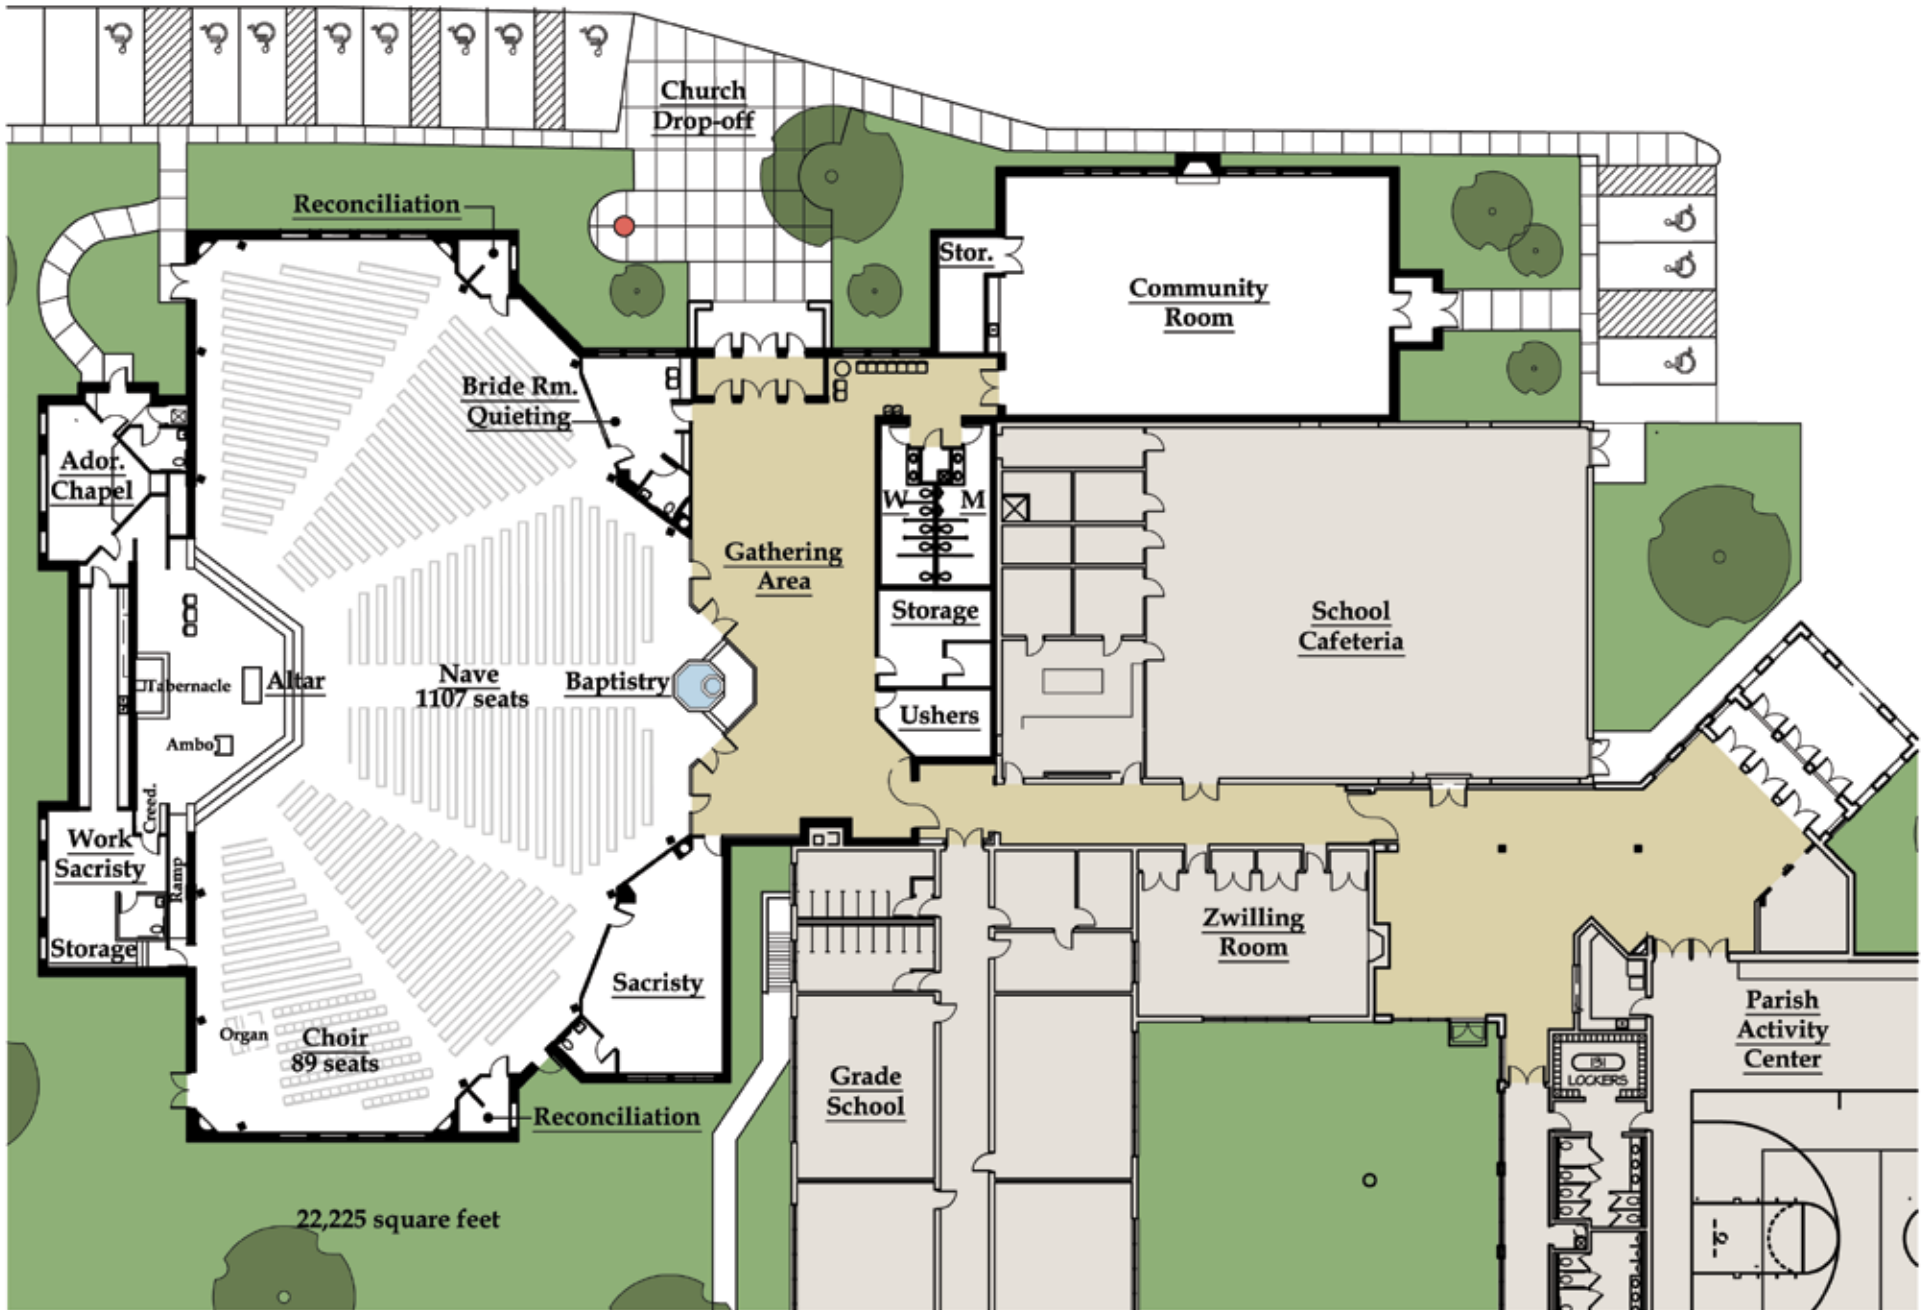 Church
Drop-off
Reconciliation
Stor.
Community
Room
Bride Rm.
Quieting
Ador.
Chapel
W
M
Gathering
Area
Storage
School
Cafeteria
Tabernacle
Altar
Nave
1107 seats
Baptistry
Ushers
Ambo
Creed.
Work
Sacristy
Ramp
Storage
Zwilling
Room
Sacristy
Organ
Choir
89 seats
Parish
Activity
Center
LOCKERS
Grade
School
Reconciliation
22,225 square feet